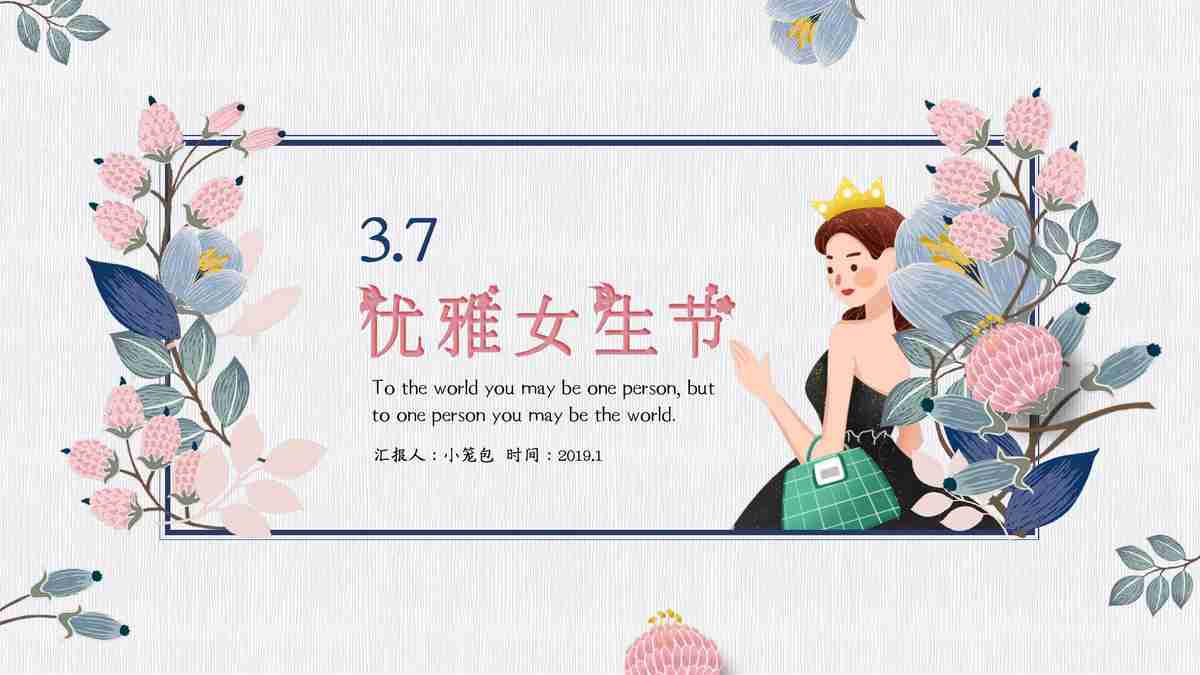 3.7
优雅女生节
To the world you may be one person, but
to one person you may be the world.
汇报人：小笼包 时间：2019.1